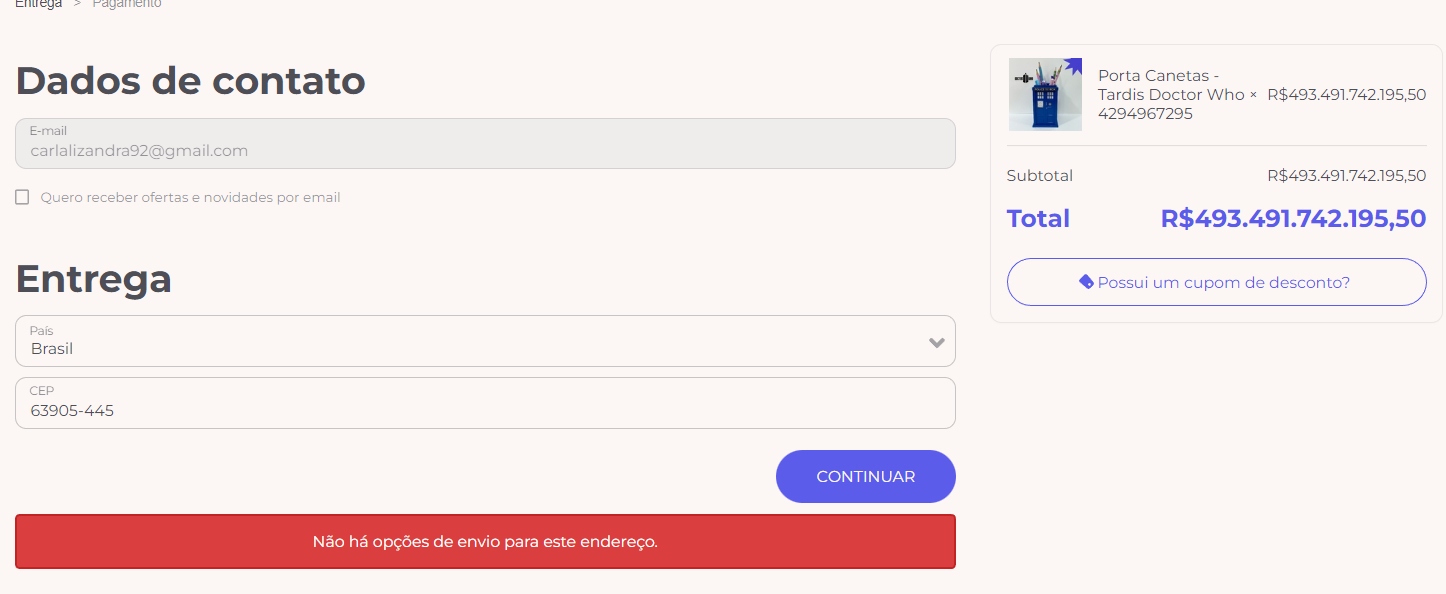 Entrega > Pagamento
Dados de contato
E-mail
carlalizandra92@gmail.com
Quero receber ofertas e novidades por email
Entrega
País
Brasil
CEP
63905-445
CONTINUAR
Não há opções de envio para este endereço.
Porta Canetas -
Tardis Doctor Who × R$493.491.742.195,50
4294967295
Subtotal R$493.491.742.195,50
Total R$493.491.742.195,50
Possui um cupom de desconto?